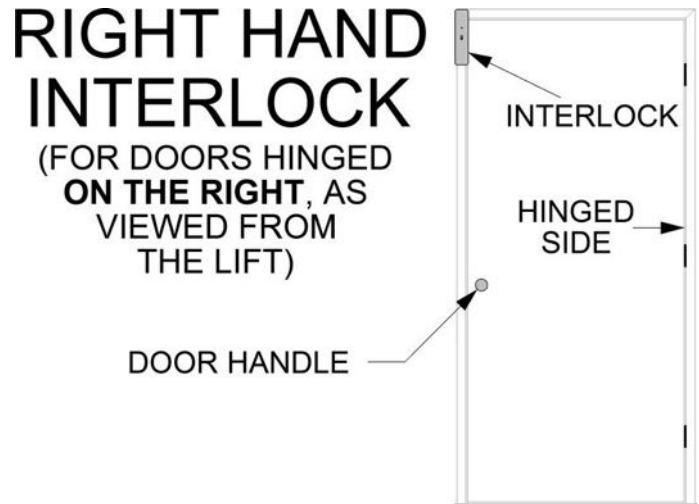 RIGHT HAND
INTERLOCK
(FOR DOORS HINGED
ON THE RIGHT, AS
VIEWED FROM
THE LIFT)
INTERLOCK
HINGED
SIDE
DOOR HANDLE